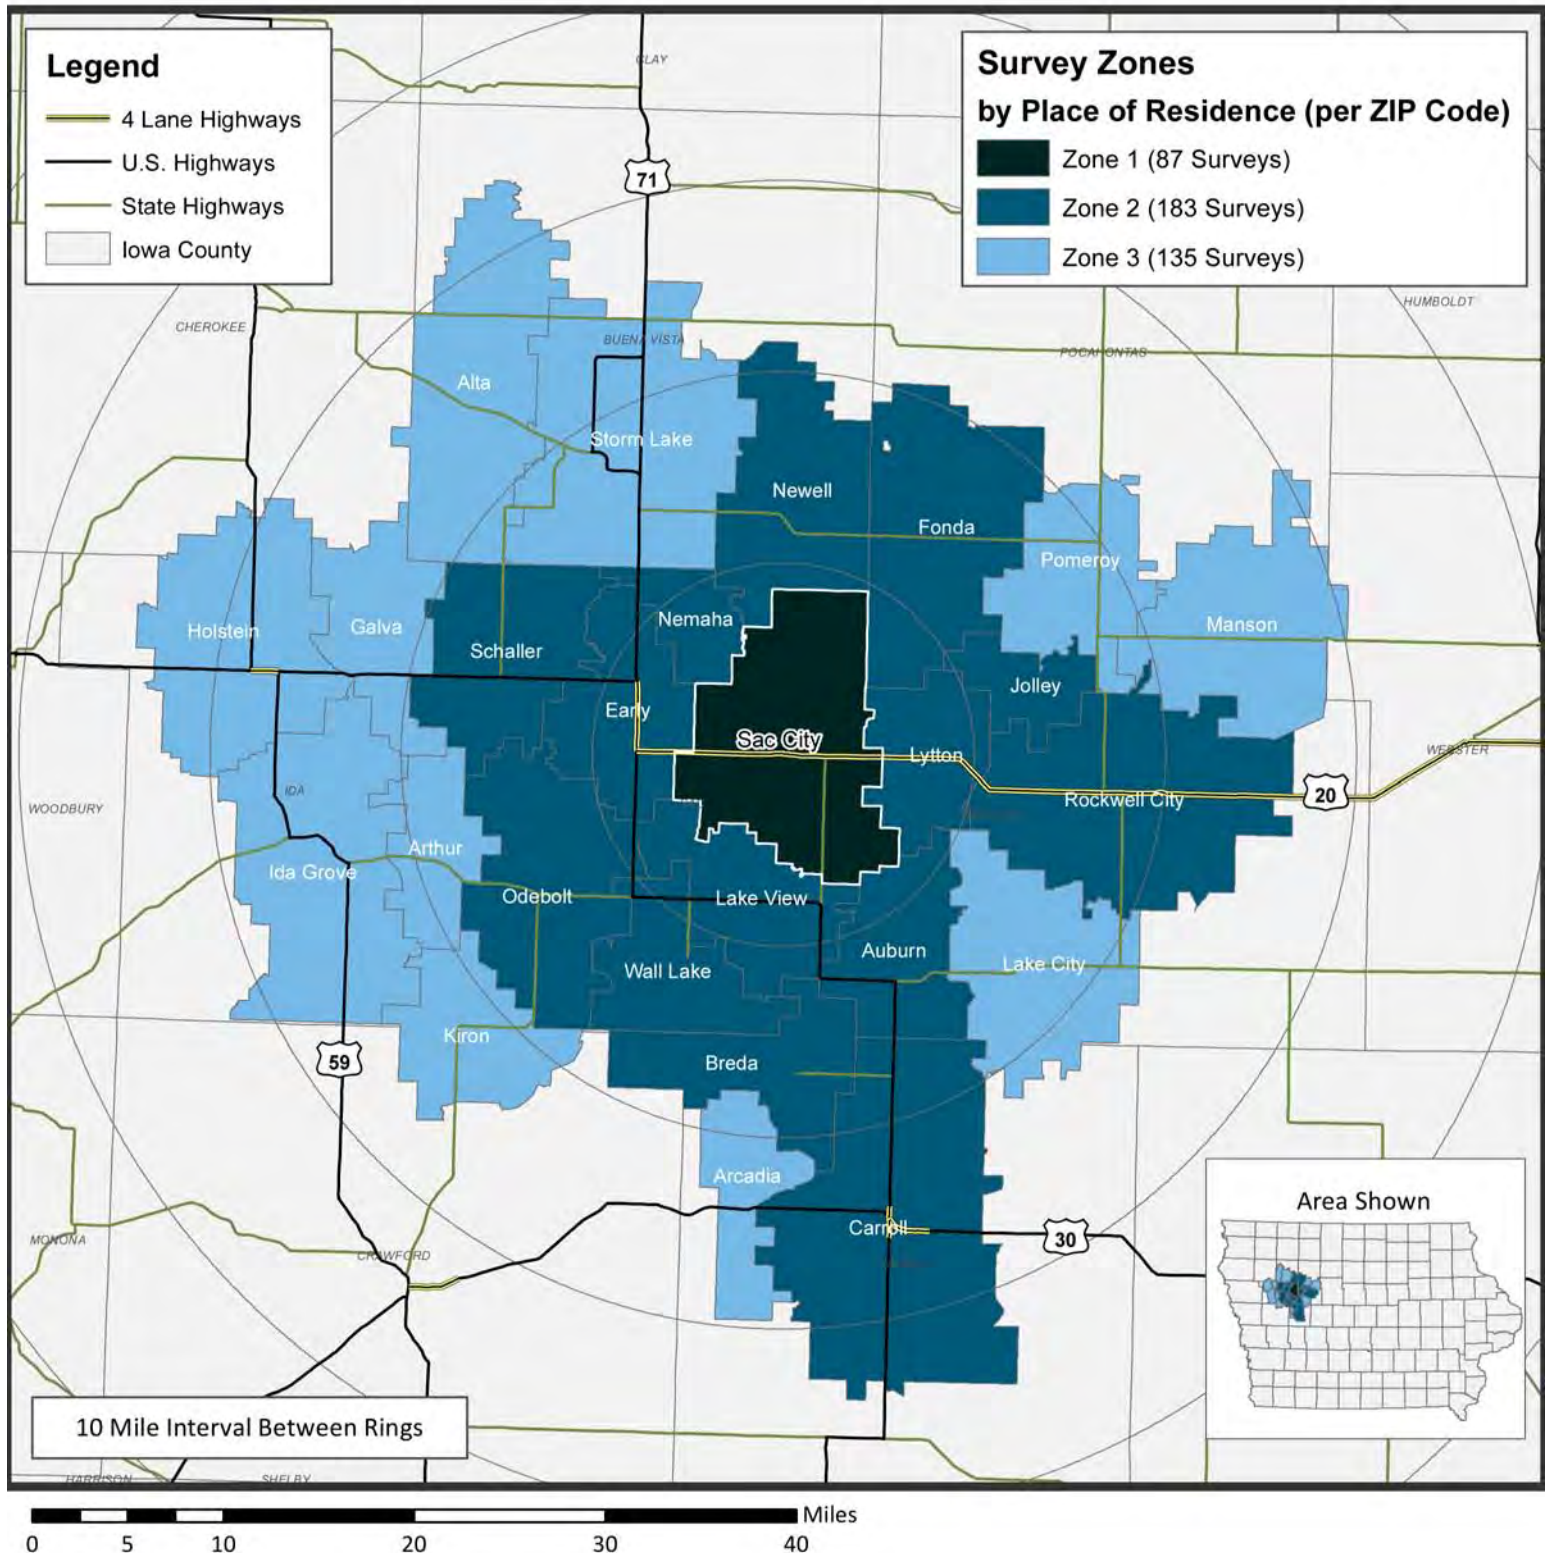 Legend
4 Lane Highways
U.S. Highways
State Highways
Iowa County
Survey Zones
by Place of Residence (per ZIP Code)
Zone 1 (87 Surveys)
Zone 2 (183 Surveys)
Zone 3 (135 Surveys)
CLAY
71
HUMBOLDT
CHEROKEE
BUENA VISTA
POCAHONTAS
Alta
Storm Lake
Newell
Fonda
Pomeroy
Manson
Nemaha
Holstein
Galva
Schaller
Jolley
Early
Sac City
Lytton
WEBSTER
IDA
20
Rockwell City
WOODBURY
Arthur
Ida Grove
Odebolt
Lake View
Auburn
Wall Lake
Lake City
Kiron
59
Breda
Arcadia
Carroll
30
MONONA
CRAWFORD
Area Shown
10 Mile Interval Between Rings
HARRISON
SHELBY
Miles
0 5 10 20 30 40